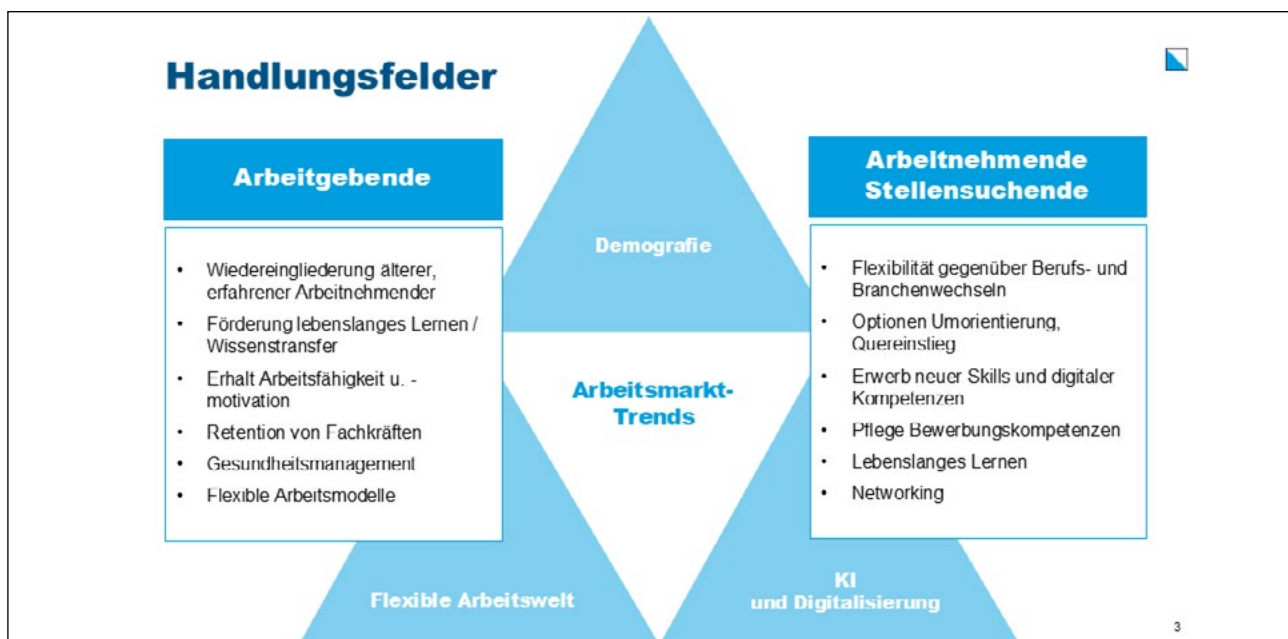 Handlungsfelder
Arbeitgebende
• Wiedereingliederung älterer,
erfahrener Arbeitnehmender
• Förderung lebenslanges Lernen /
Wissenstransfer
• Erhalt Arbeitsfähigkeit u. -
motivation
• Retention von Fachkräften
• Gesundheitsmanagement
• Flexible Arbeitsmodelle
Demografie
Arbeitsmarkt-
Trends
Flexible Arbeitswelt
KI
und Digitalisierung
Arbeitnehmende
Stellensuchende
• Flexibilität gegenüber Berufs- und
Branchenwechseln
• Optionen Umorientierung,
Quereinstieg
• Erwerb neuer Skills und digitaler
Kompetenzen
• Pflege Bewerbungskompetenzen
• Lebenslanges Lernen
• Networking
3